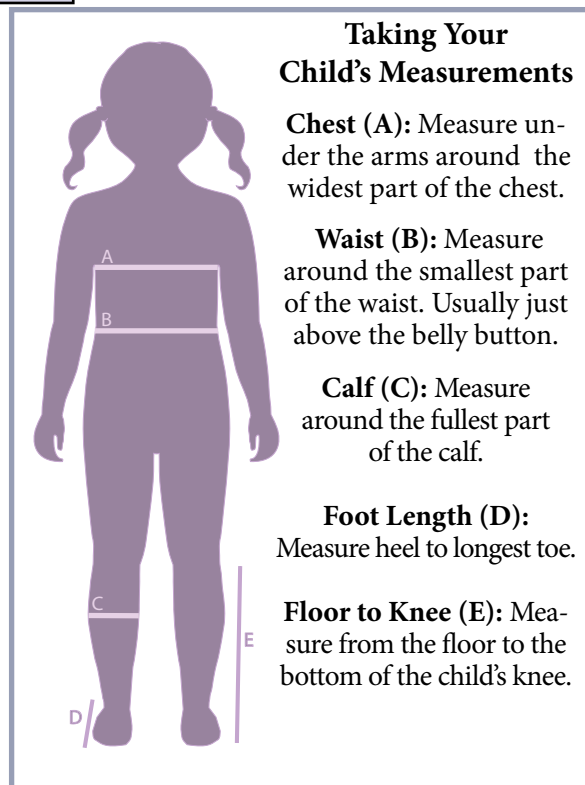 Taking Your
Child's Measurements
Chest (A): Measure un-
der the arms around the
widest part of the chest.
Waist (B): Measure
around the smallest part
of the waist. Usually just
above the belly button.
Calf (C): Measure
around the fullest part
of the calf.
Foot Length (D):
Measure heel to longest toe.
Floor to Knee (E): Mea-
sure from the floor to the
bottom of the child's knee.
A
B
C
D
E